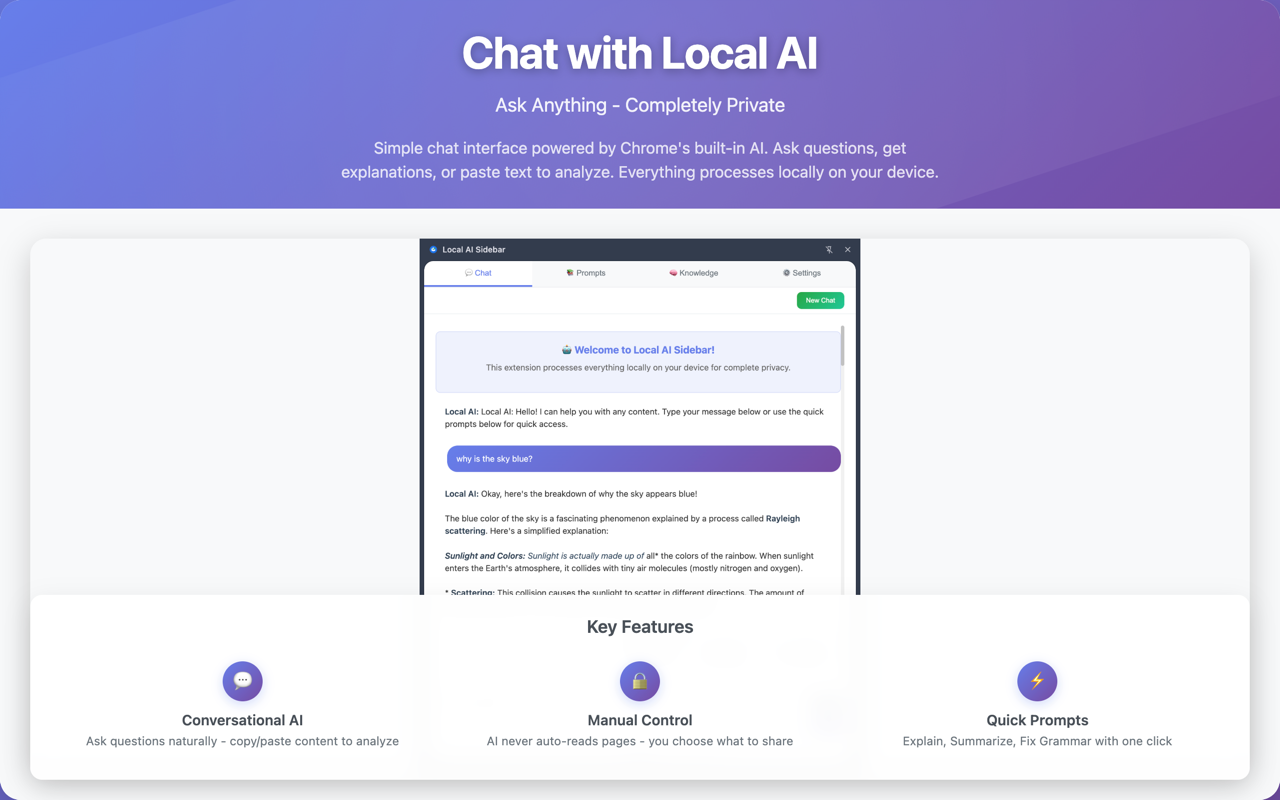 Chat with Local AI
Ask Anything - Completely Private
Simple chat interface powered by Chrome's built-in AI. Ask questions, get
explanations, or paste text to analyze. Everything processes locally on your device.
Local AI Sidebar
Chat
Prompts
Knowledge
Settings
New Chat
Welcome to Local AI Sidebar!
This extension processes everything locally on your device for complete privacy.
Local AI: Local AI: Hello! I can help you with any content. Type your message below or use the quick
prompts below for quick access.
why is the sky blue?
Local AI: Okay, here's the breakdown of why the sky appears blue!
The blue color of the sky is a fascinating phenomenon explained by a process called Rayleigh
scattering. Here's a simplified explanation:
Sunlight and Colors: Sunlight is actually made up of all* the colors of the rainbow. When sunlight
enters the Earth's atmosphere, it collides with tiny air molecules (mostly nitrogen and oxygen).
* Scattering: This collision causes the sunlight to scatter in different directions. The amount of
Key Features
Conversational AI
Ask questions naturally - copy/paste content to analyze
Manual Control
AI never auto-reads pages - you choose what to share
Quick Prompts
Explain, Summarize, Fix Grammar with one click